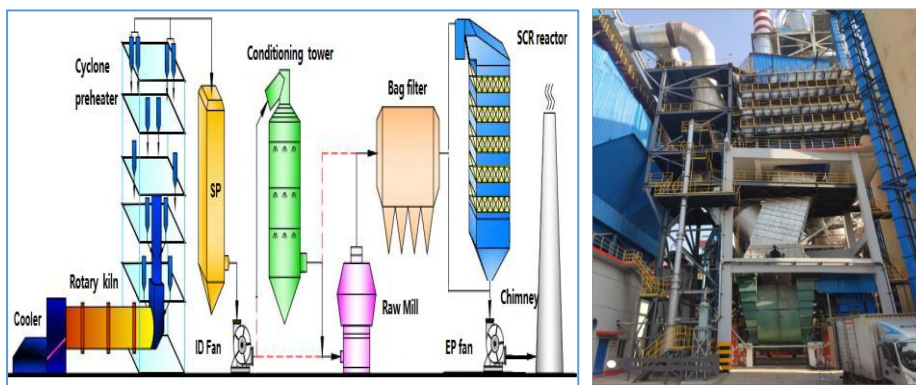 Cyclone
preheater
Conditioning tower
SCR reactor
Bag filter
SP
Rotary kiln
Cooler
ID Fan
Raw Mill
Chimney
EP fan